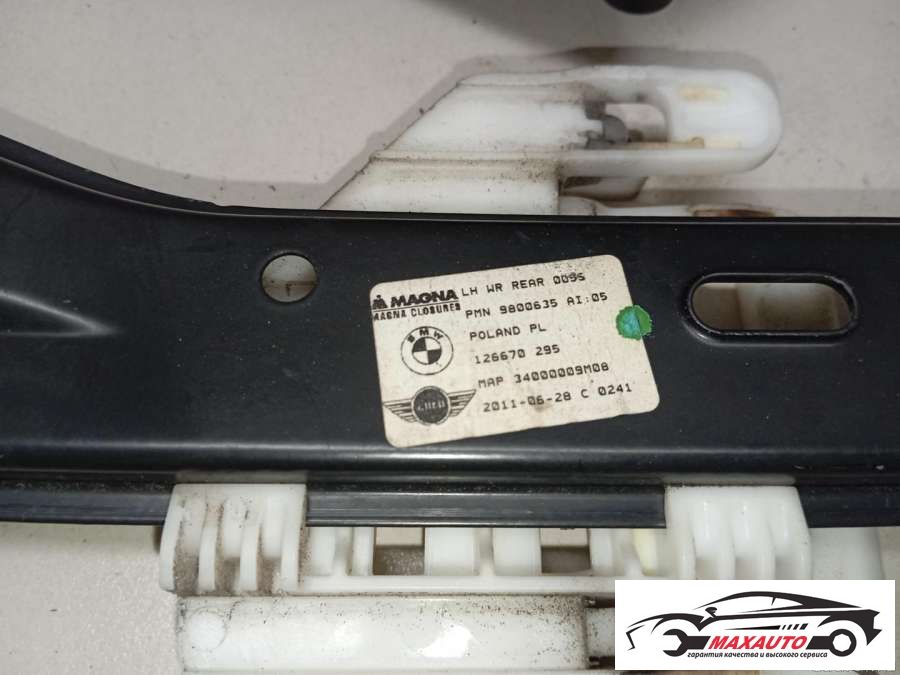 MAGNA
MAGNA CLOSURES
LH WR REAR 0095
PMN 9800635 AI:05
POLAND PL
126670 295
MAP 34000009M08
2011-06-28 C 0241
BMW
MAXAUTO
гарантия качества и высокого сервиса